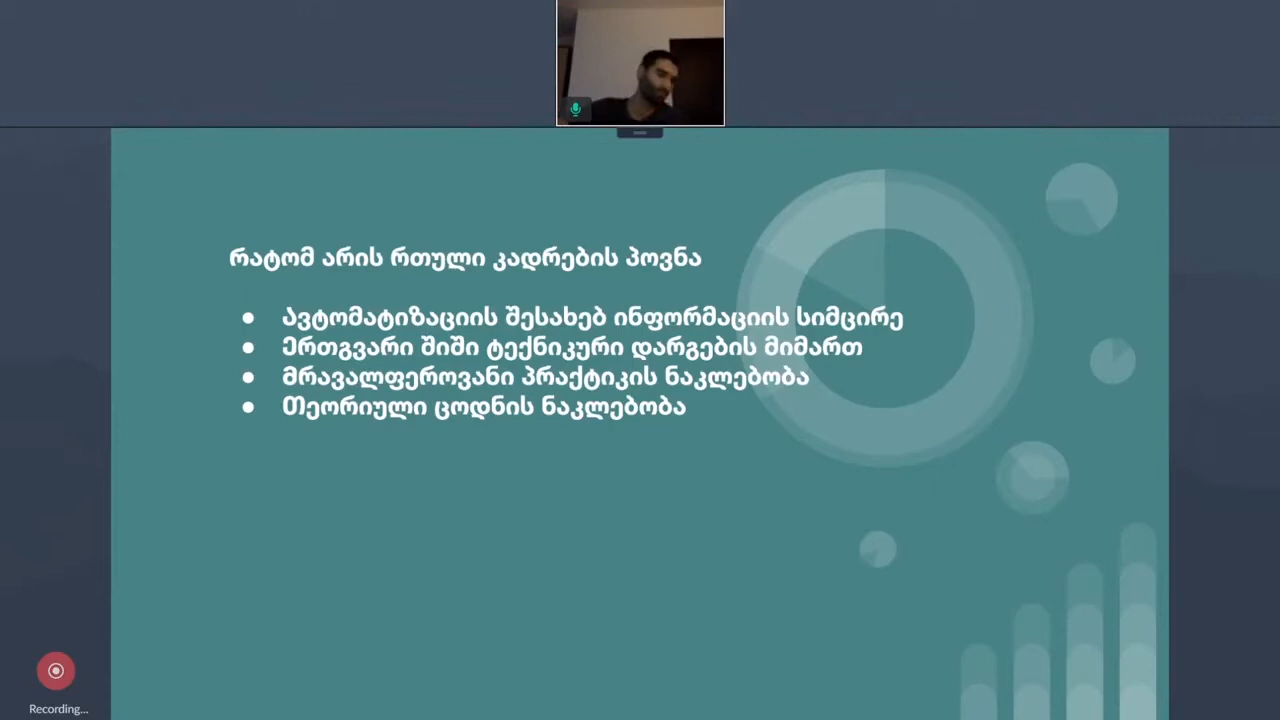 რატომ არის რთული კადრების პოვნა
● ავტომატიზაციის შესახებ ინფორმაციის სიმცირე
● ერთგვარი შიში ტექნიკური დარგების მიმართ
● მრავალფეროვანი პრაქტიკის ნაკლებობა
● თეორიული ცოდნის ნაკლებობა
Recording...